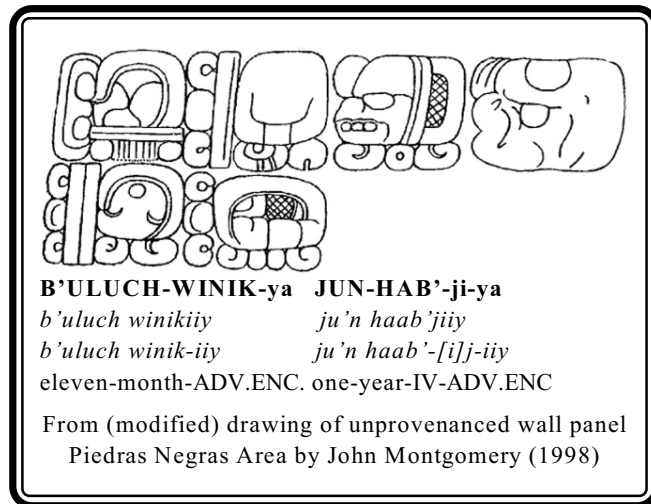 B’ULUCH-WINIK-ya JUN-HAB’-ji-ya
b’uluch winikiiy ju’n haab’jiiy
b’uluch winik-iiy ju’n haab’-[i]j-iiy
eleven-month-ADV.ENC. one-year-IV-ADV.ENC
From (modified) drawing of unprovenanced wall panel
Piedras Negras Area by John Montgomery (1998)